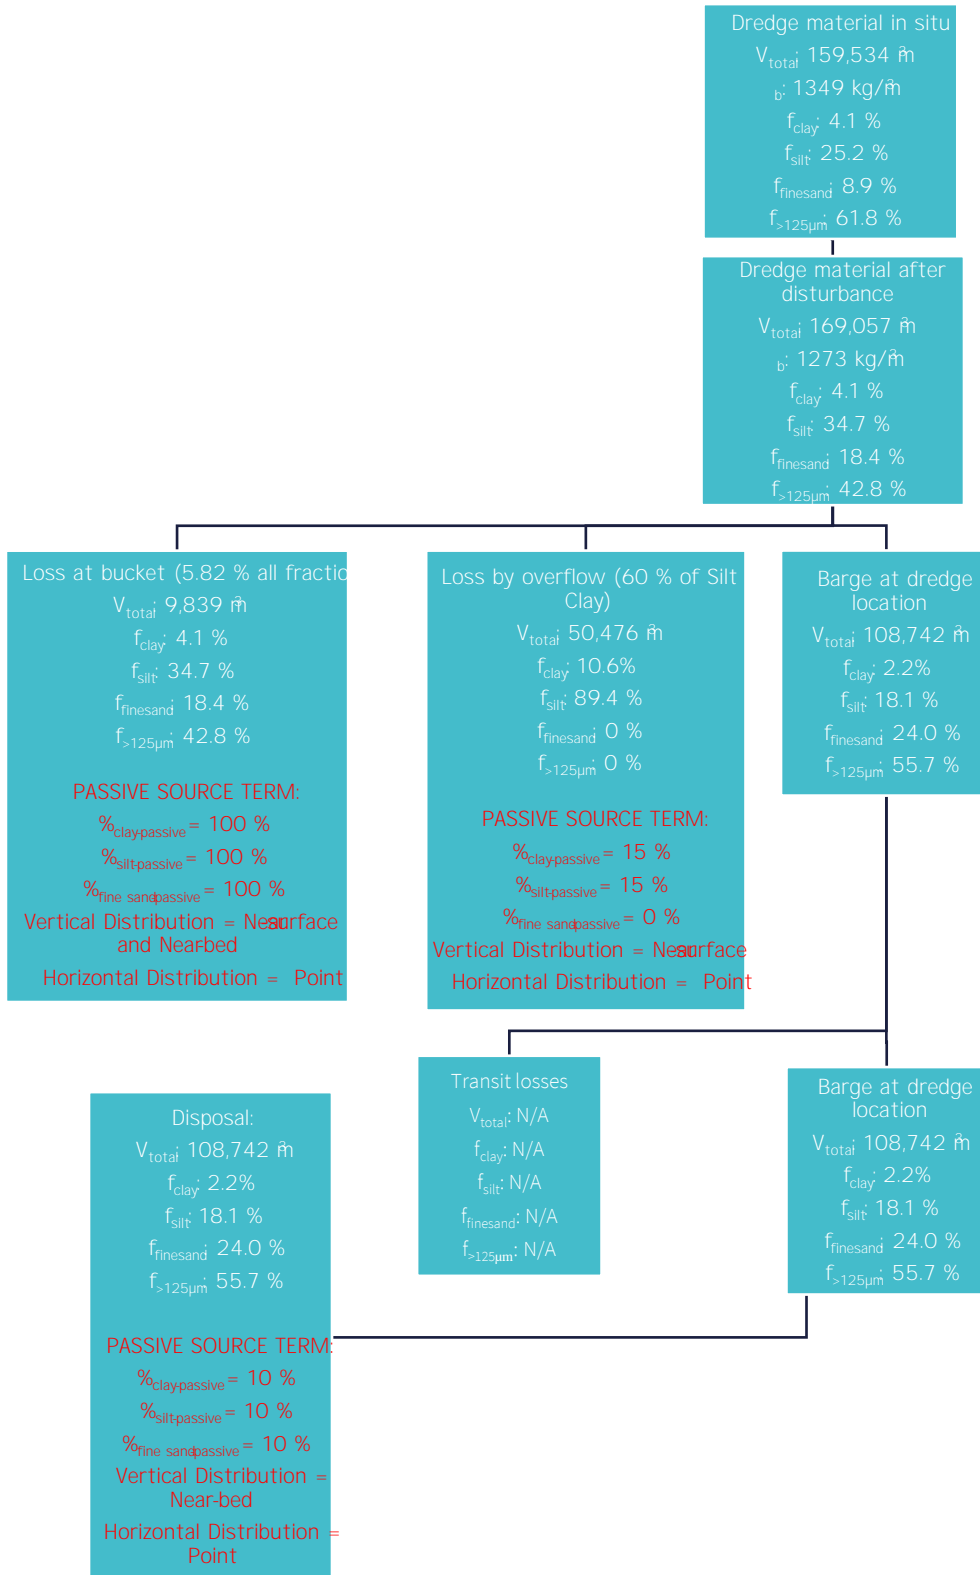 Dredge material in situ
Vtotal: 159,534 m3
b: 1349 kg/m3
fclay: 4.1 %
fsilt: 25.2 %
ffinesand: 8.9 %
f>125µm: 61.8 %
Dredge material after
disturbance
Vtotal: 169,057 m3
b: 1273 kg/m3
fclay: 4.1 %
fsilt: 34.7 %
ffinesand: 18.4 %
f>125µm: 42.8 %
Loss at bucket (5.82 % all fractio
Vtotal: 9,839 m3
fclay: 4.1 %
fsilt: 34.7 %
ffinesand: 18.4 %
f>125µm: 42.8 %
PASSIVE SOURCE TERM:
%clay-passive = 100 %
%silt-passive = 100 %
%fine sand-passive = 100 %
Vertical Distribution = Near-surface
and Near-bed
Horizontal Distribution = Point
Loss by overflow (60 % of Silt
Clay)
Vtotal: 50,476 m3
fclay: 10.6%
fsilt: 89.4 %
ffinesand: 0 %
f>125µm: 0 %
PASSIVE SOURCE TERM:
%clay-passive = 15 %
%silt-passive = 15 %
%fine sand-passive = 0 %
Vertical Distribution = Near-surface
Horizontal Distribution = Point
Barge at dredge
location
Vtotal: 108,742 m3
fclay: 2.2%
fsilt: 18.1 %
ffinesand: 24.0 %
f>125µm: 55.7 %
Transit losses
Vtotal: N/A
fclay: N/A
fsilt: N/A
ffinesand: N/A
f>125µm: N/A
Barge at dredge
location
Vtotal: 108,742 m3
fclay: 2.2%
fsilt: 18.1 %
ffinesand: 24.0 %
f>125µm: 55.7 %
Disposal:
Vtotal: 108,742 m3
fclay: 2.2%
fsilt: 18.1 %
ffinesand: 24.0 %
f>125µm: 55.7 %
PASSIVE SOURCE TERM:
%clay-passive = 10 %
%silt-passive = 10 %
%fine sand-passive = 10 %
Vertical Distribution =
Near-bed
Horizontal Distribution =
Point